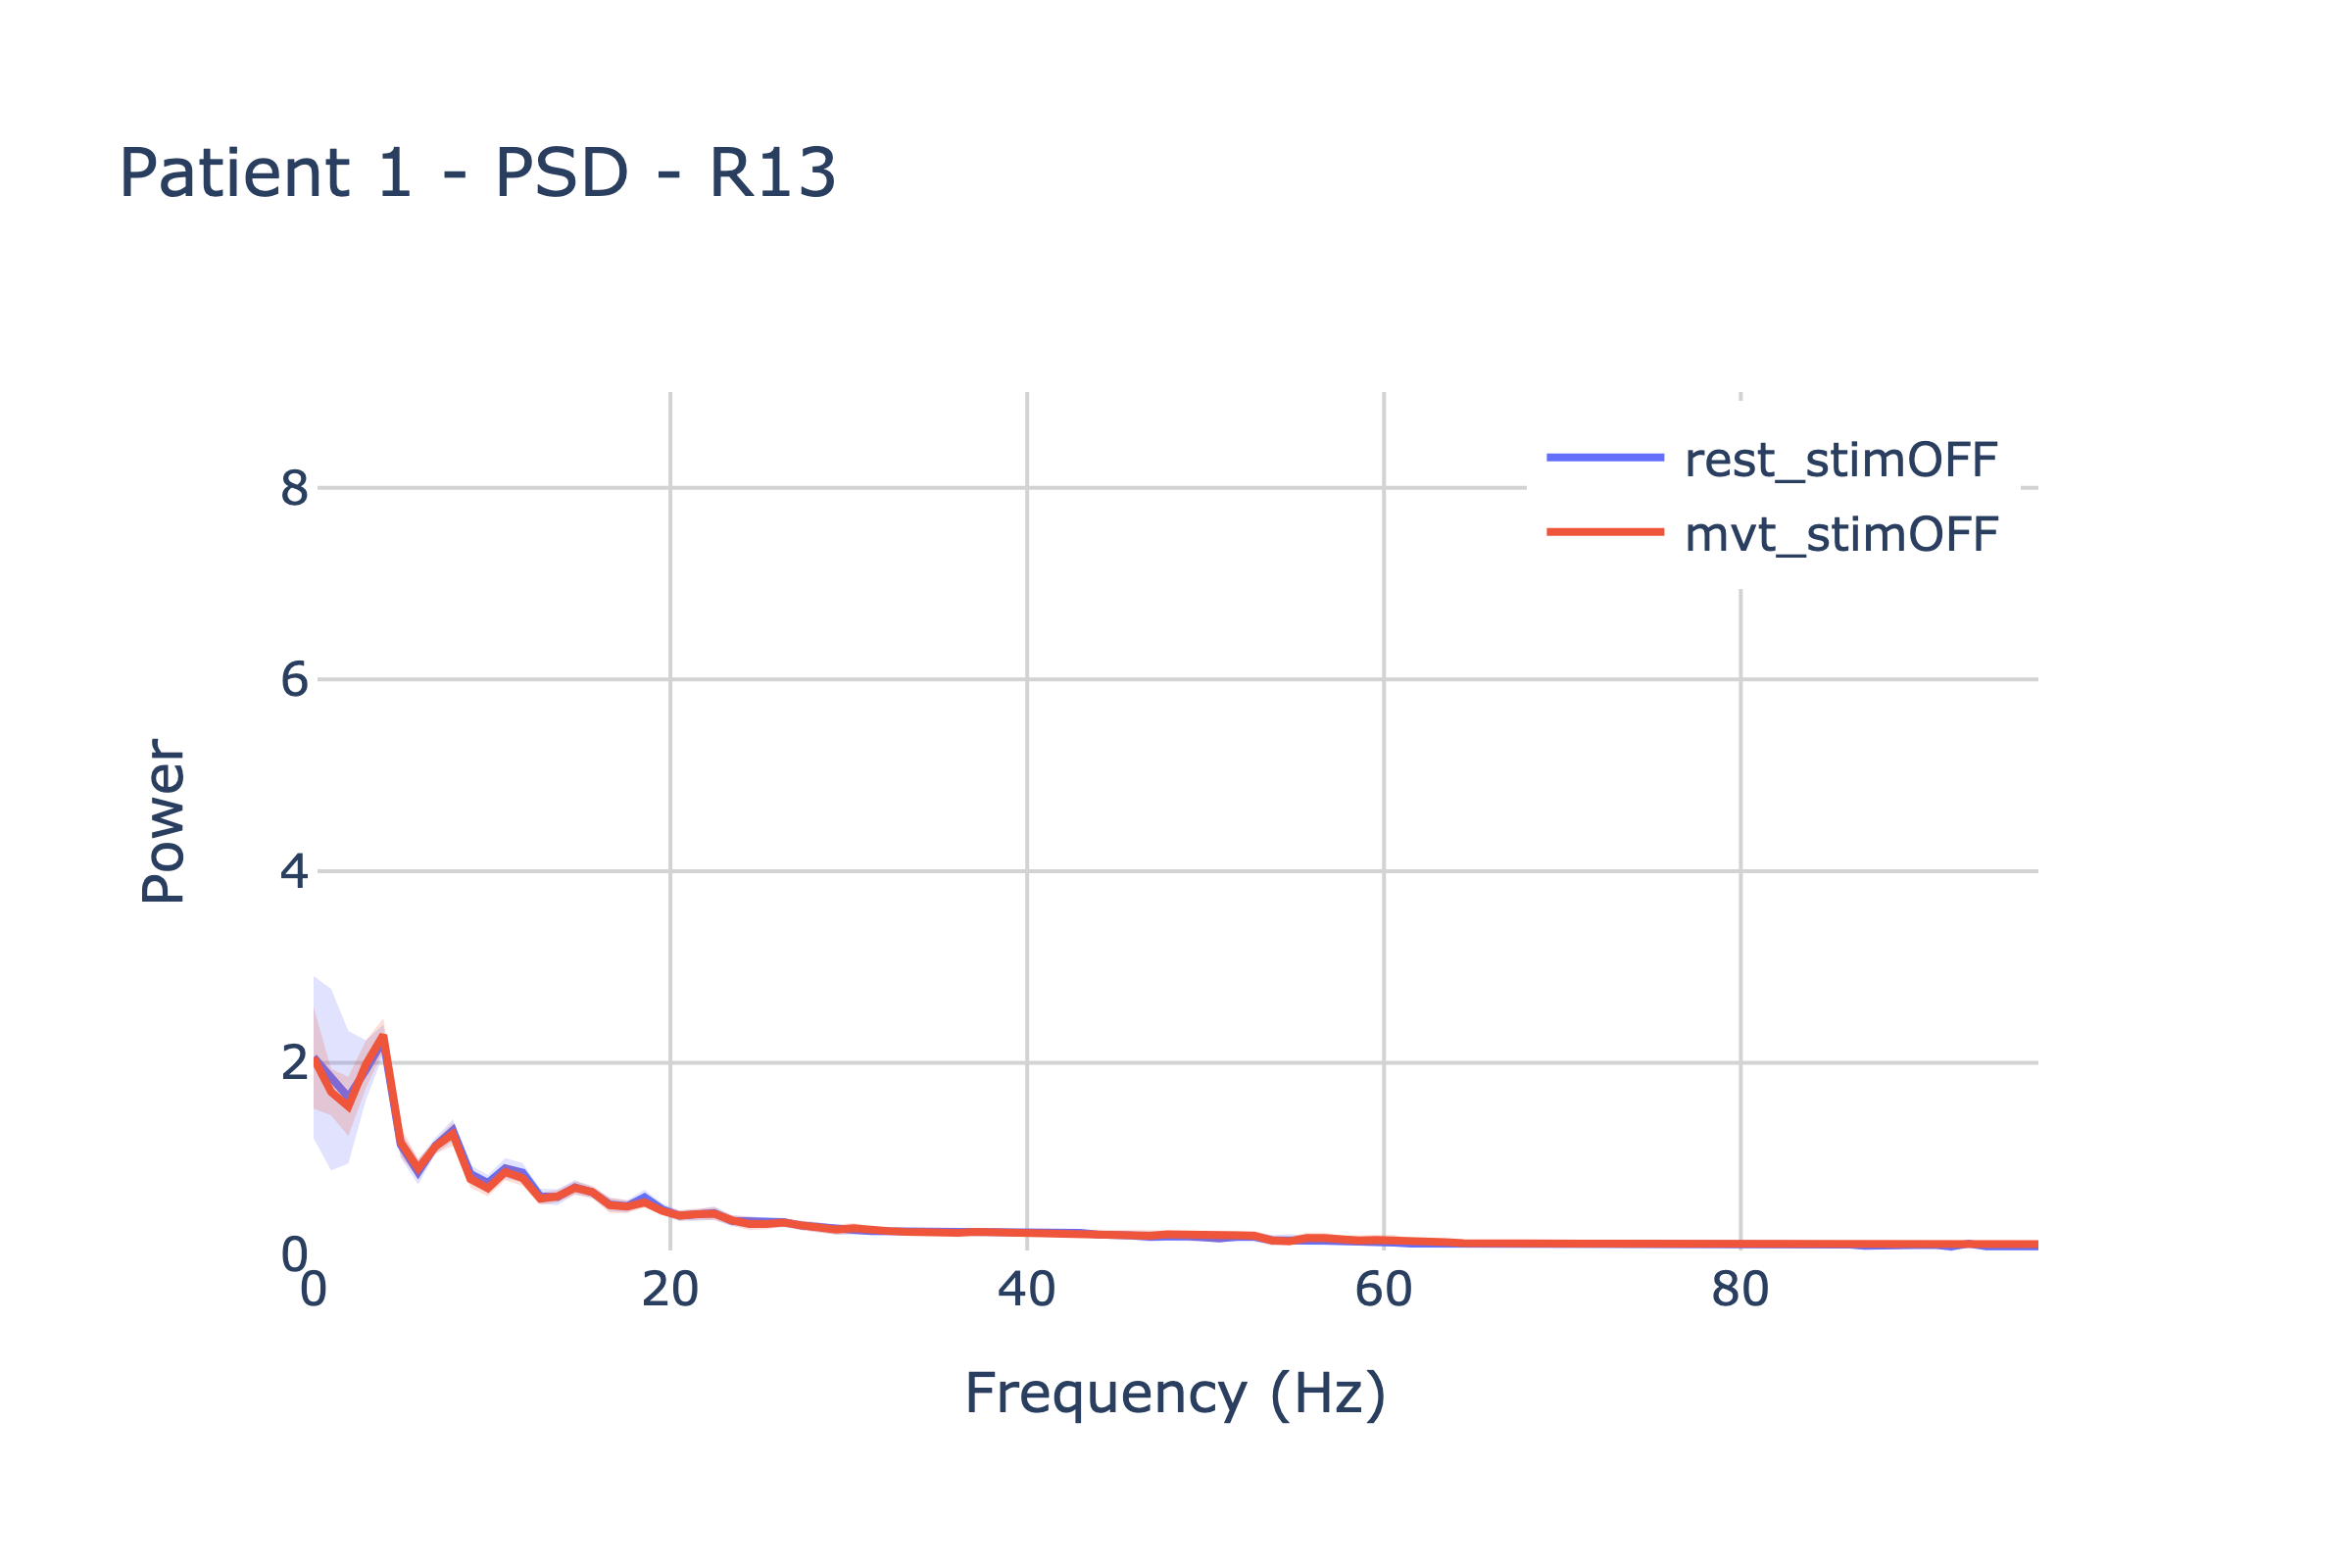 Patient 1 - PSD - R13
rest_stimOFF
mvt_stimOFF
8
6
4
2
0
Power
0 20 40 60 80
Frequency (Hz)